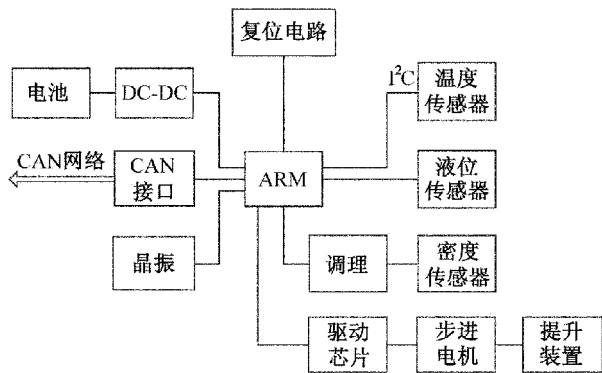 复位电路
电池
DC-DC
I²C
温度
传感器
CAN网络
CAN
接口
ARM
液位
传感器
晶振
调理
密度
传感器
驱动
芯片
步进
电机
提升
装置